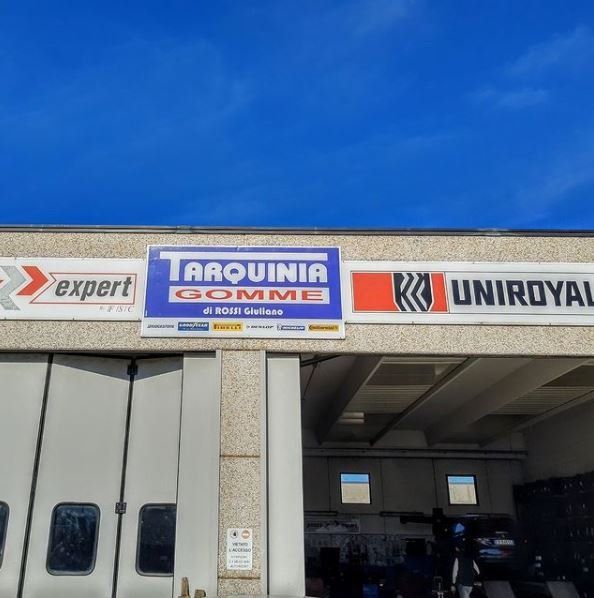 expert
TARQUINIA
GOMME
di ROSSI Giuliano
BRIDGESTONE GOODYEAR PIRELLI DUNLOP MICHELIN Continental
UNIROYAL
VIETATO
L'ACCESSO